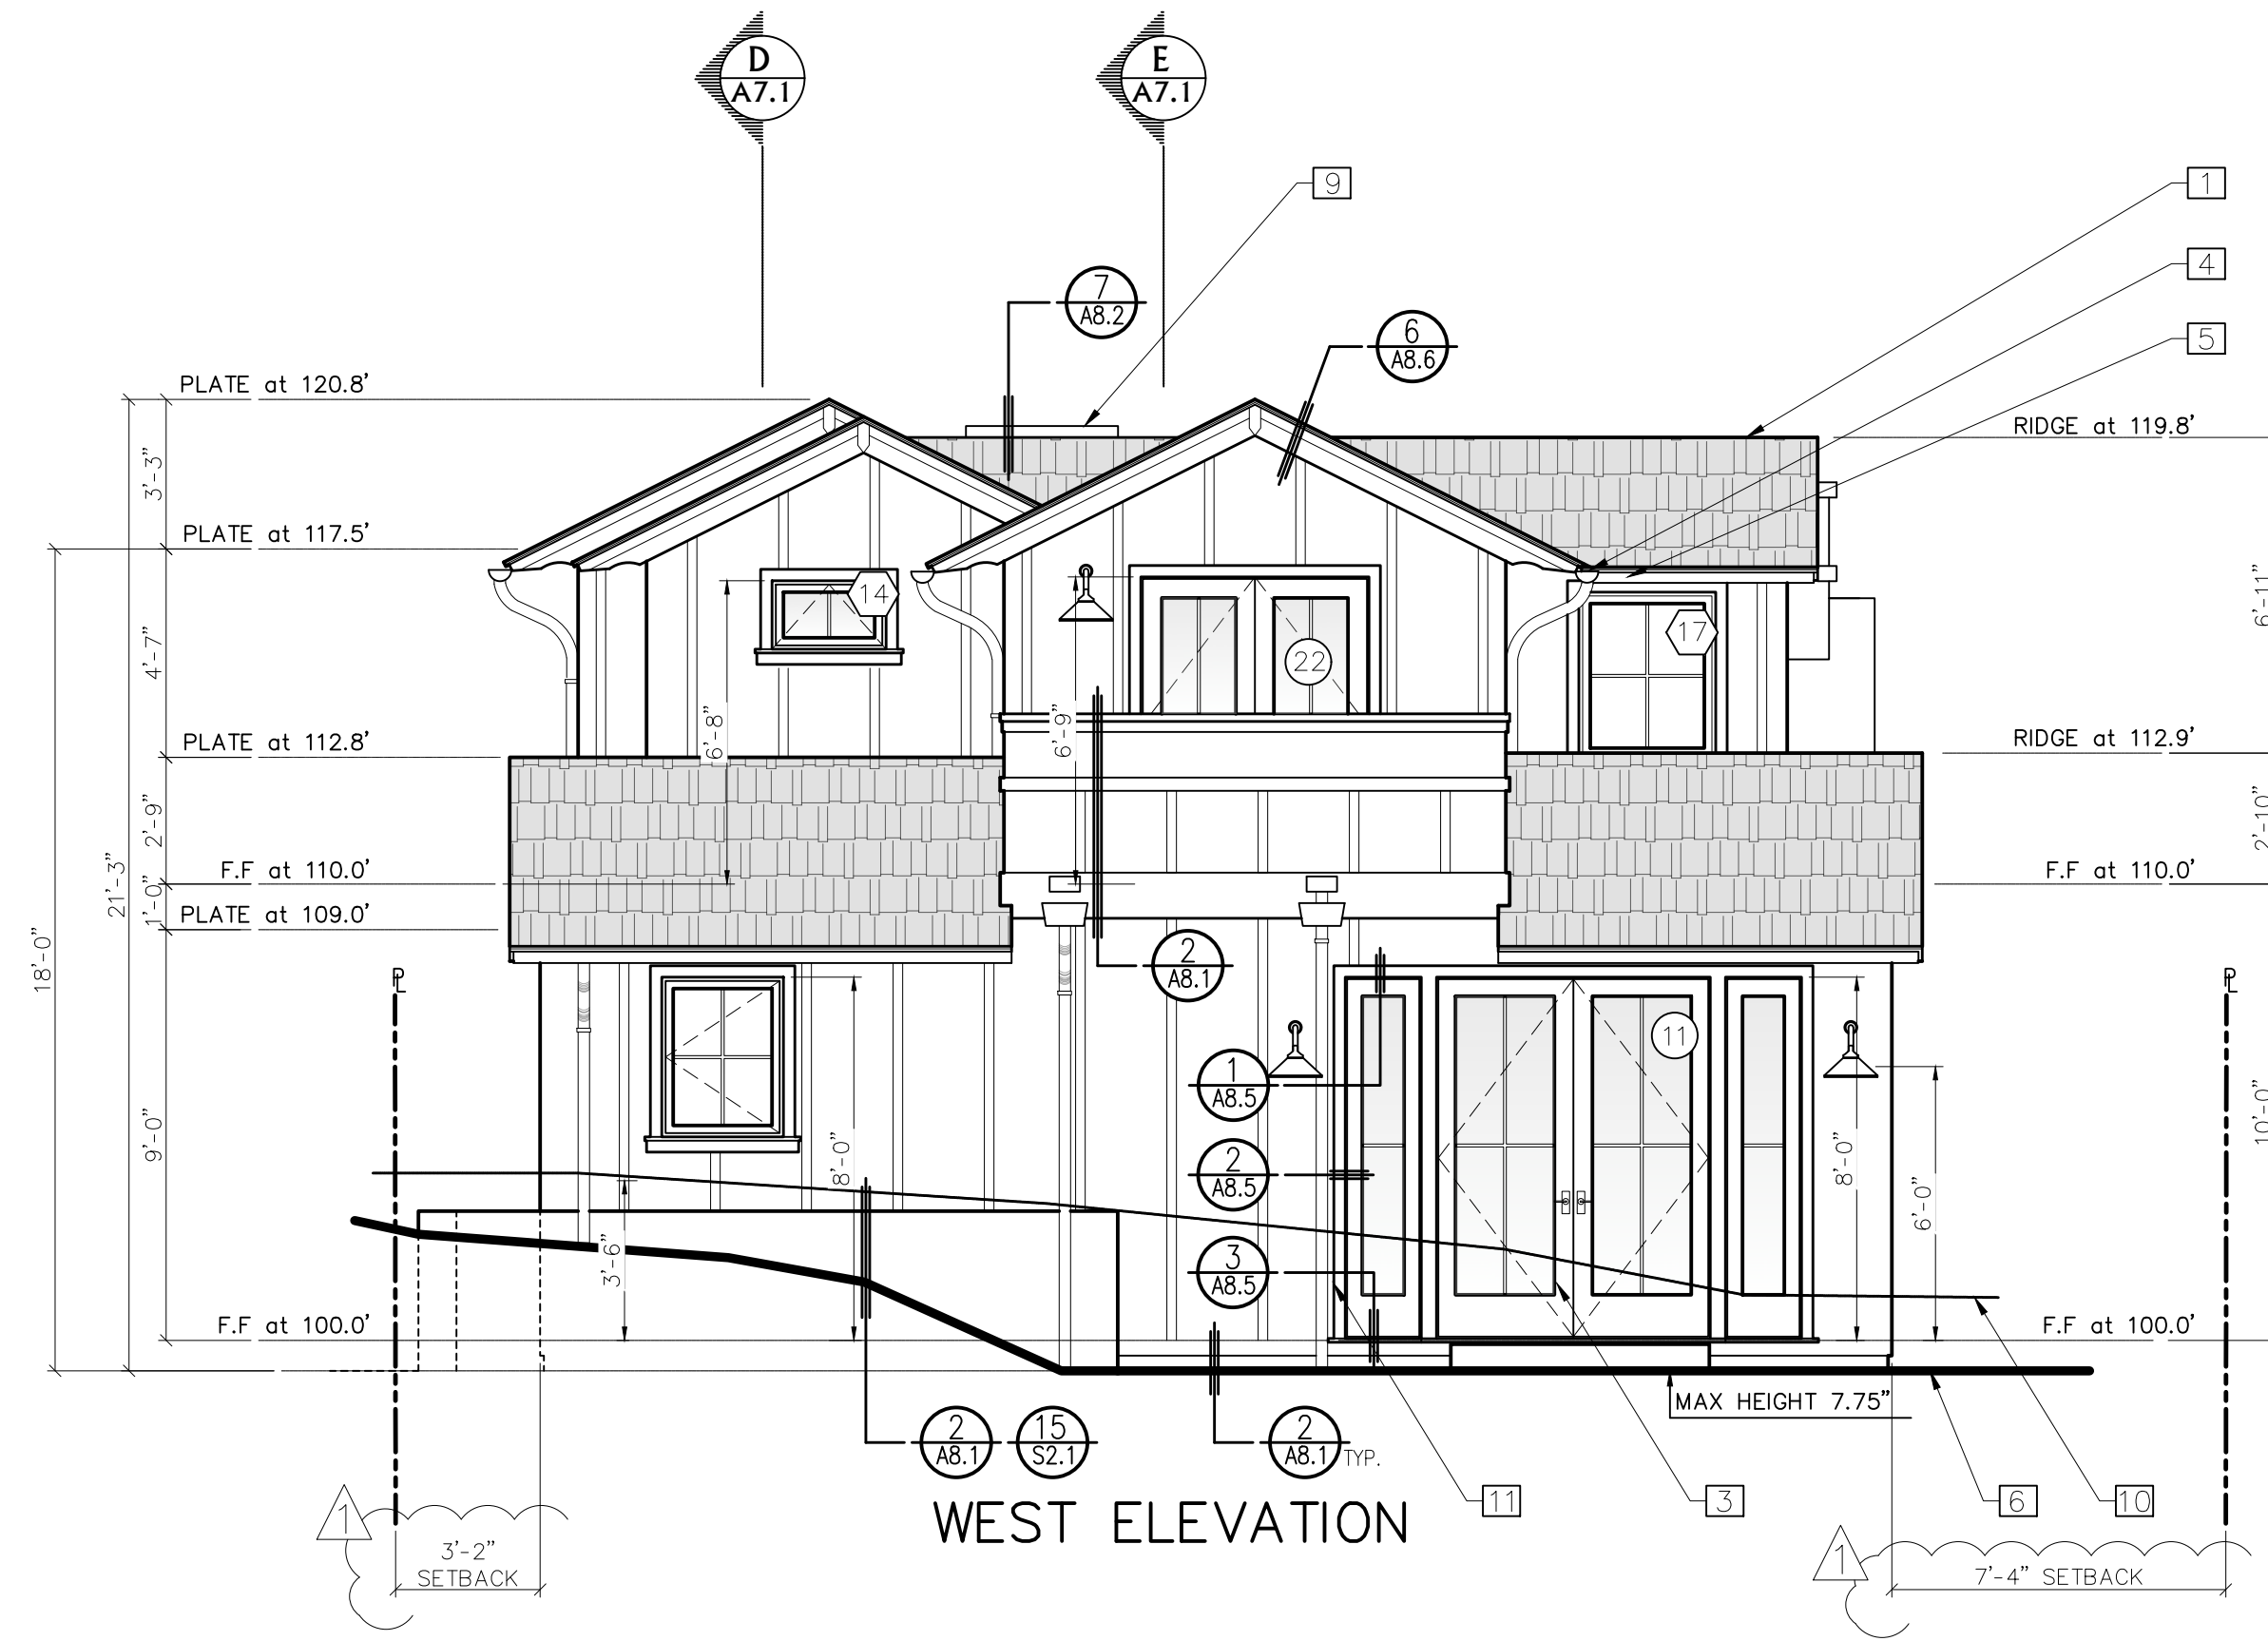 D
A7.1
E
A7.1
9
1
4
5
7
A8.2
6
A8.6
PLATE at 120.8'
RIDGE at 119.8'
3'-3"
PLATE at 117.5'
14
17
22
6'-11"
4'-7"
6'-8"
6'-9"
PLATE at 112.8'
RIDGE at 112.9'
2'-9"
2'-10"
21'-3"
F.F at 110.0'
F.F at 110.0'
1'-0"
PLATE at 109.0'
18'-0"
2
A8.1
PL
PL
11
1
A8.5
9'-0"
8'-0"
8'-0"
10'-0"
2
A8.5
6'-0"
3'-6"
3
A8.5
F.F at 100.0'
F.F at 100.0'
MAX HEIGHT 7.75"
2
A8.1
15
S2.1
2
A8.1
TYP.
11
3
6
10
WEST ELEVATION
1
3'-2"
SETBACK
1
7'-4" SETBACK